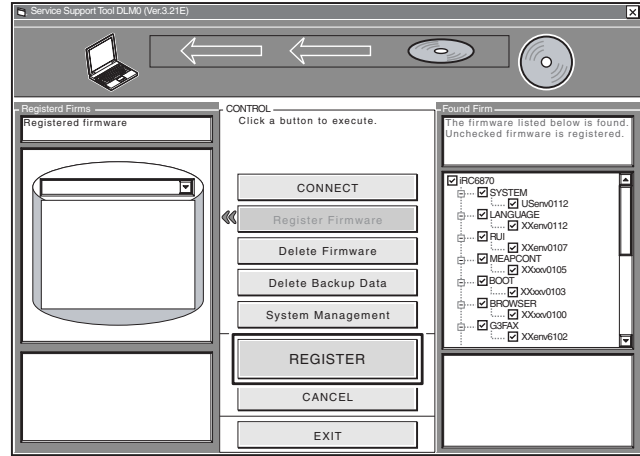 Service Support Tool DLM0 (Ver.3.21E)
Registerd Firms
Registered firmware
CONTROL
Click a button to execute.
CONNECT
Register Firmware
Delete Firmware
Delete Backup Data
System Management
REGISTER
CANCEL
EXIT
Found Firm
The firmware listed below is found.
Unchecked firmware is registered.
iRC6870
SYSTEM
USenv0112
LANGUAGE
XXenv0112
RUI
XXenv0107
MEAPCONT
XXxxv0105
BOOT
XXxxv0103
BROWSER
XXxxv0100
G3FAX
XXenv6102